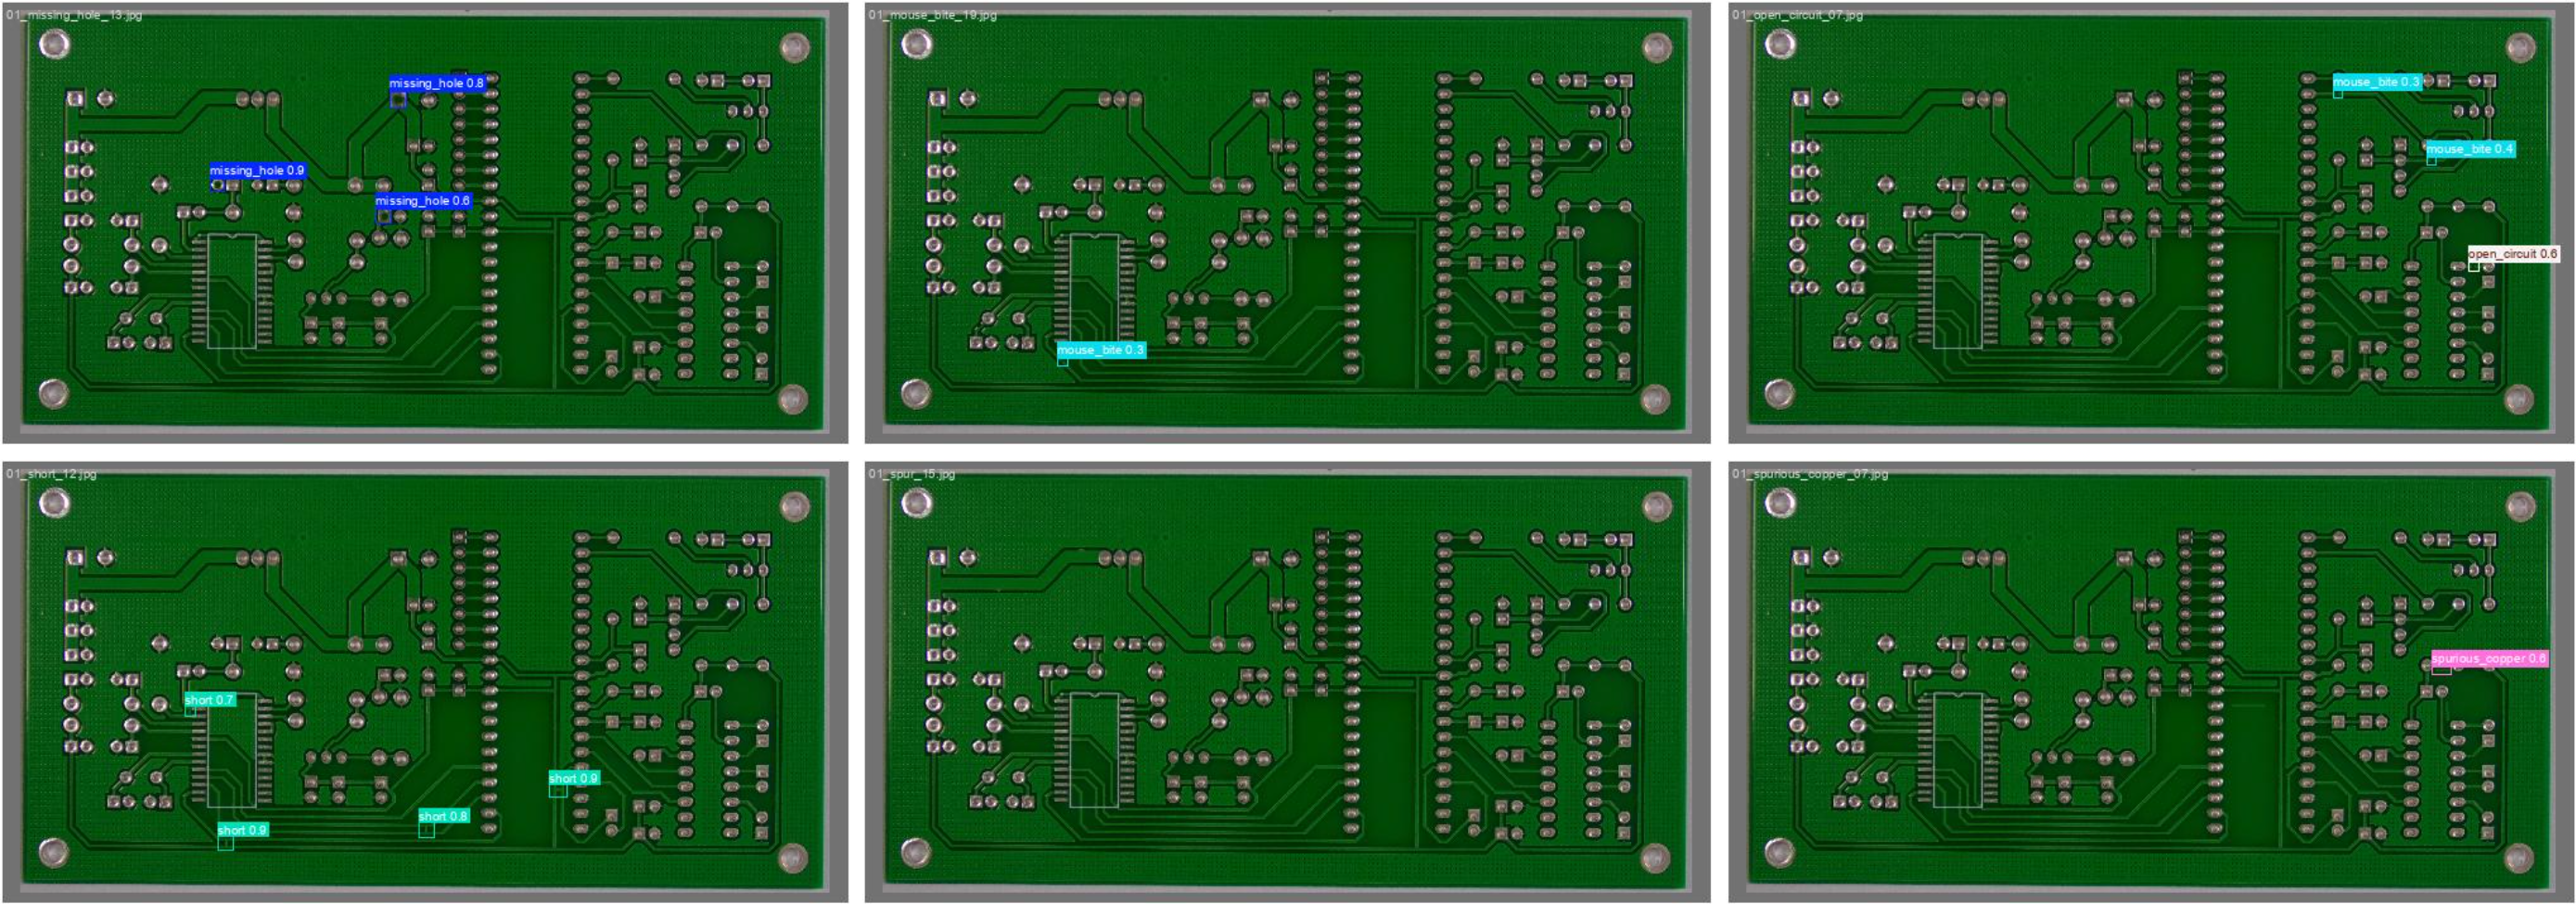 01_missing_hole_13.jpg
missing_hole 0.8
missing_hole 0.9
missing_hole 0.6
01_mouse_bite_19.jpg
mouse_bite 0.3
01_open_circuit_07.jpg
mouse_bite 0.3
mouse_bite 0.4
open_circuit 0.6
01_short_12.jpg
short 0.7
short 0.9
short 0.8
short 0.9
01_spur_15.jpg
01_spurious_copper_07.jpg
spurious_copper 0.6